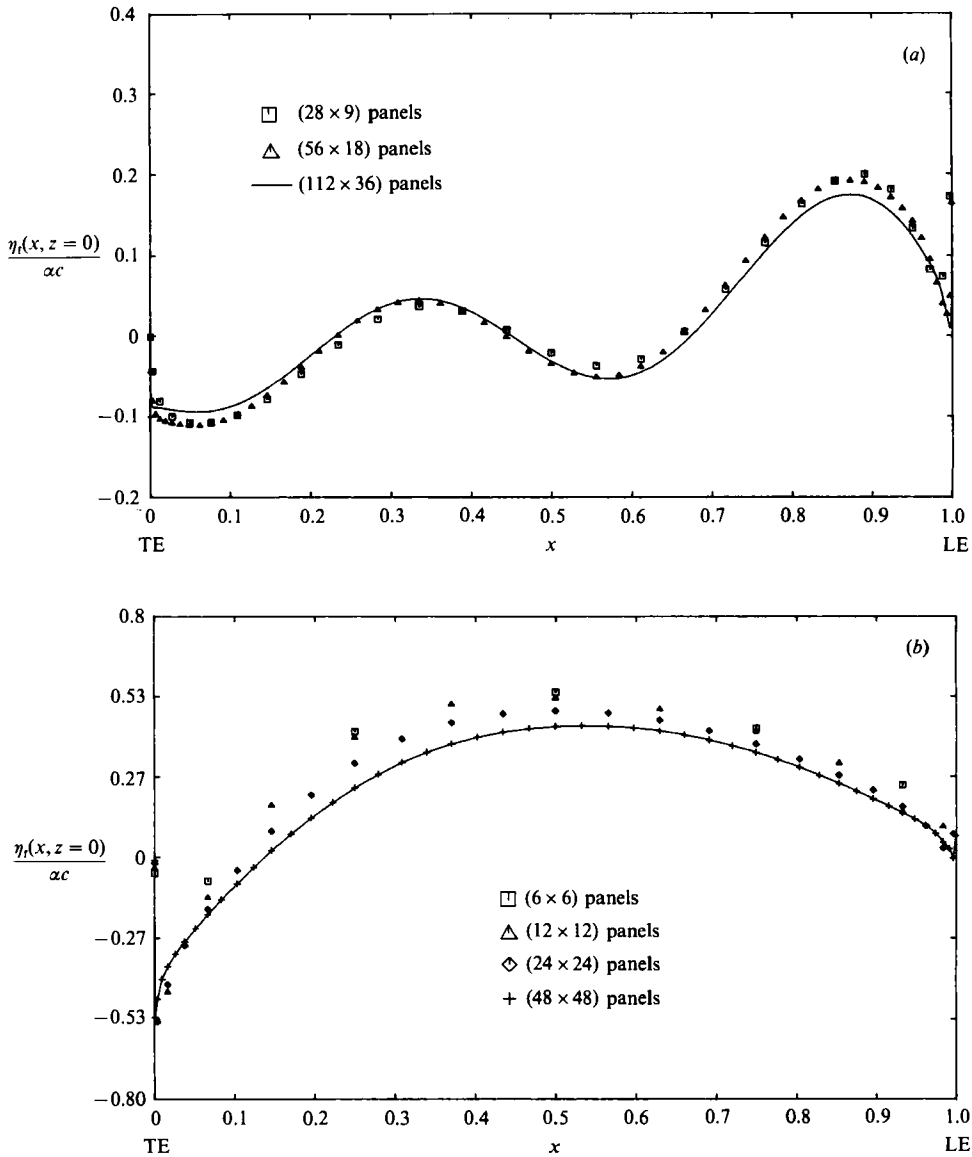 0.4
(a)
0.3
(28 × 9) panels
(56 × 18) panels
0.2
(112 × 36) panels
0.1
ηt(x, z = 0)
αc
0
−0.1
−0.2
0 0.1 0.2 0.3 0.4 0.5 0.6 0.7 0.8 0.9 1.0
TE x LE
0.8
(b)
0.53
0.27
ηt(x, z = 0)
αc
0
(6 × 6) panels
(12 × 12) panels
−0.27
(24 × 24) panels
(48 × 48) panels
−0.53
−0.80
0 0.1 0.2 0.3 0.4 0.5 0.6 0.7 0.8 0.9 1.0
TE x LE